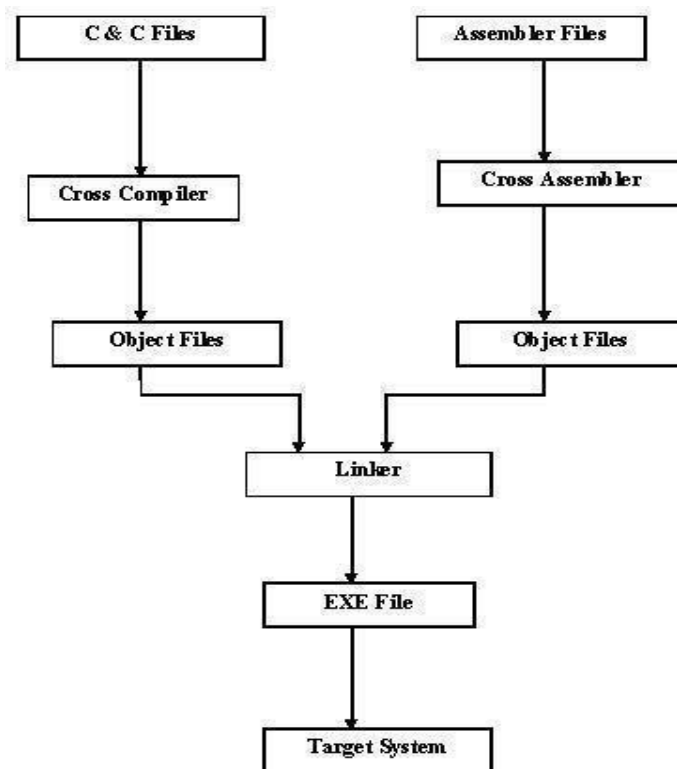 C & C Files
Assembler Files
Cross Compiler
Cross Assembler
Object Files
Object Files
Linker
EXE File
Target System